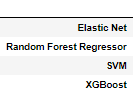 Elastic Net
Random Forest Regressor
SVM
XGBoost